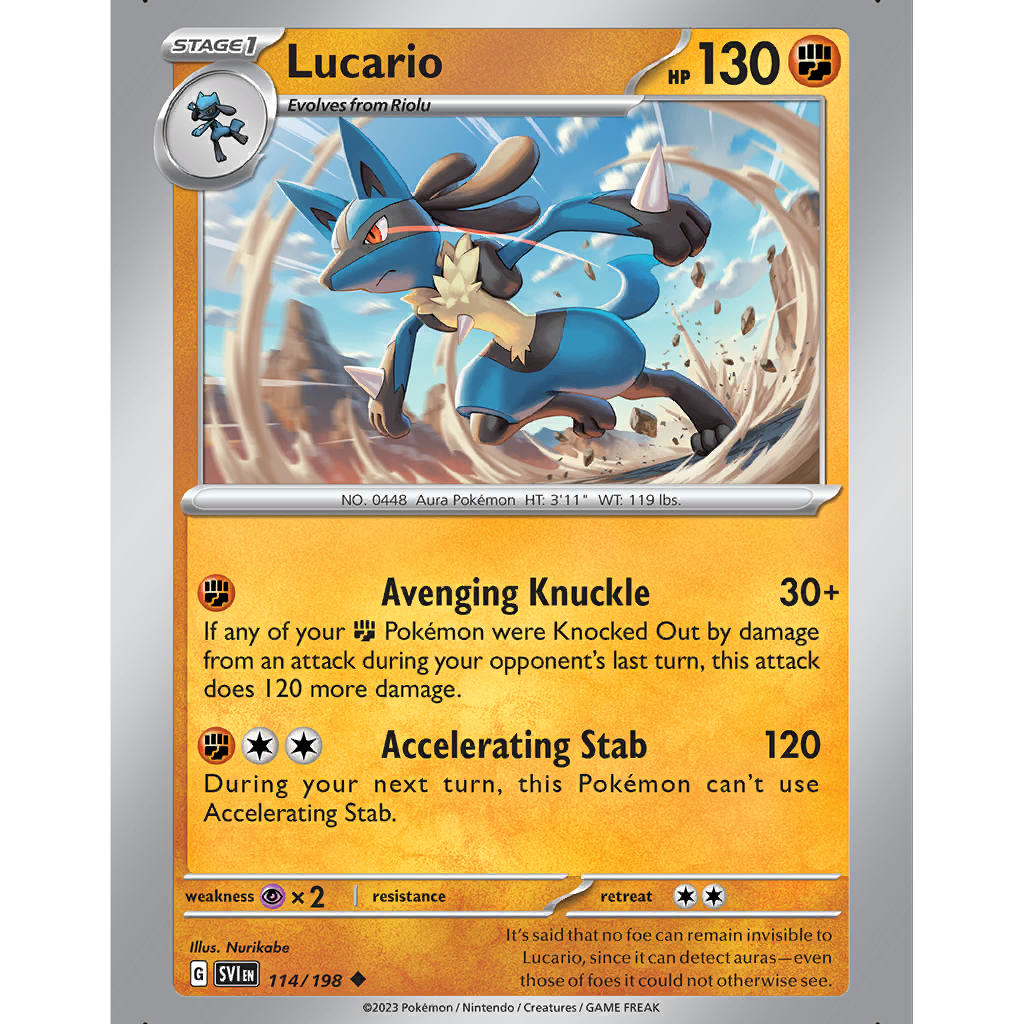 STAGE 1
Lucario
HP 130
Evolves from Riolu
NO. 0448 Aura Pokémon HT: 3'11" WT: 119 lbs.
Avenging Knuckle 30+
If any of your Pokémon were Knocked Out by damage
from an attack during your opponent's last turn, this attack
does 120 more damage.
Accelerating Stab 120
During your next turn, this Pokémon can't use
Accelerating Stab.
weakness ×2 resistance retreat
Illus. Nurikabe
G SVI EN 114/198
It's said that no foe can remain invisible to
Lucario, since it can detect auras—even
those of foes it could not otherwise see.
©2023 Pokémon / Nintendo / Creatures / GAME FREAK